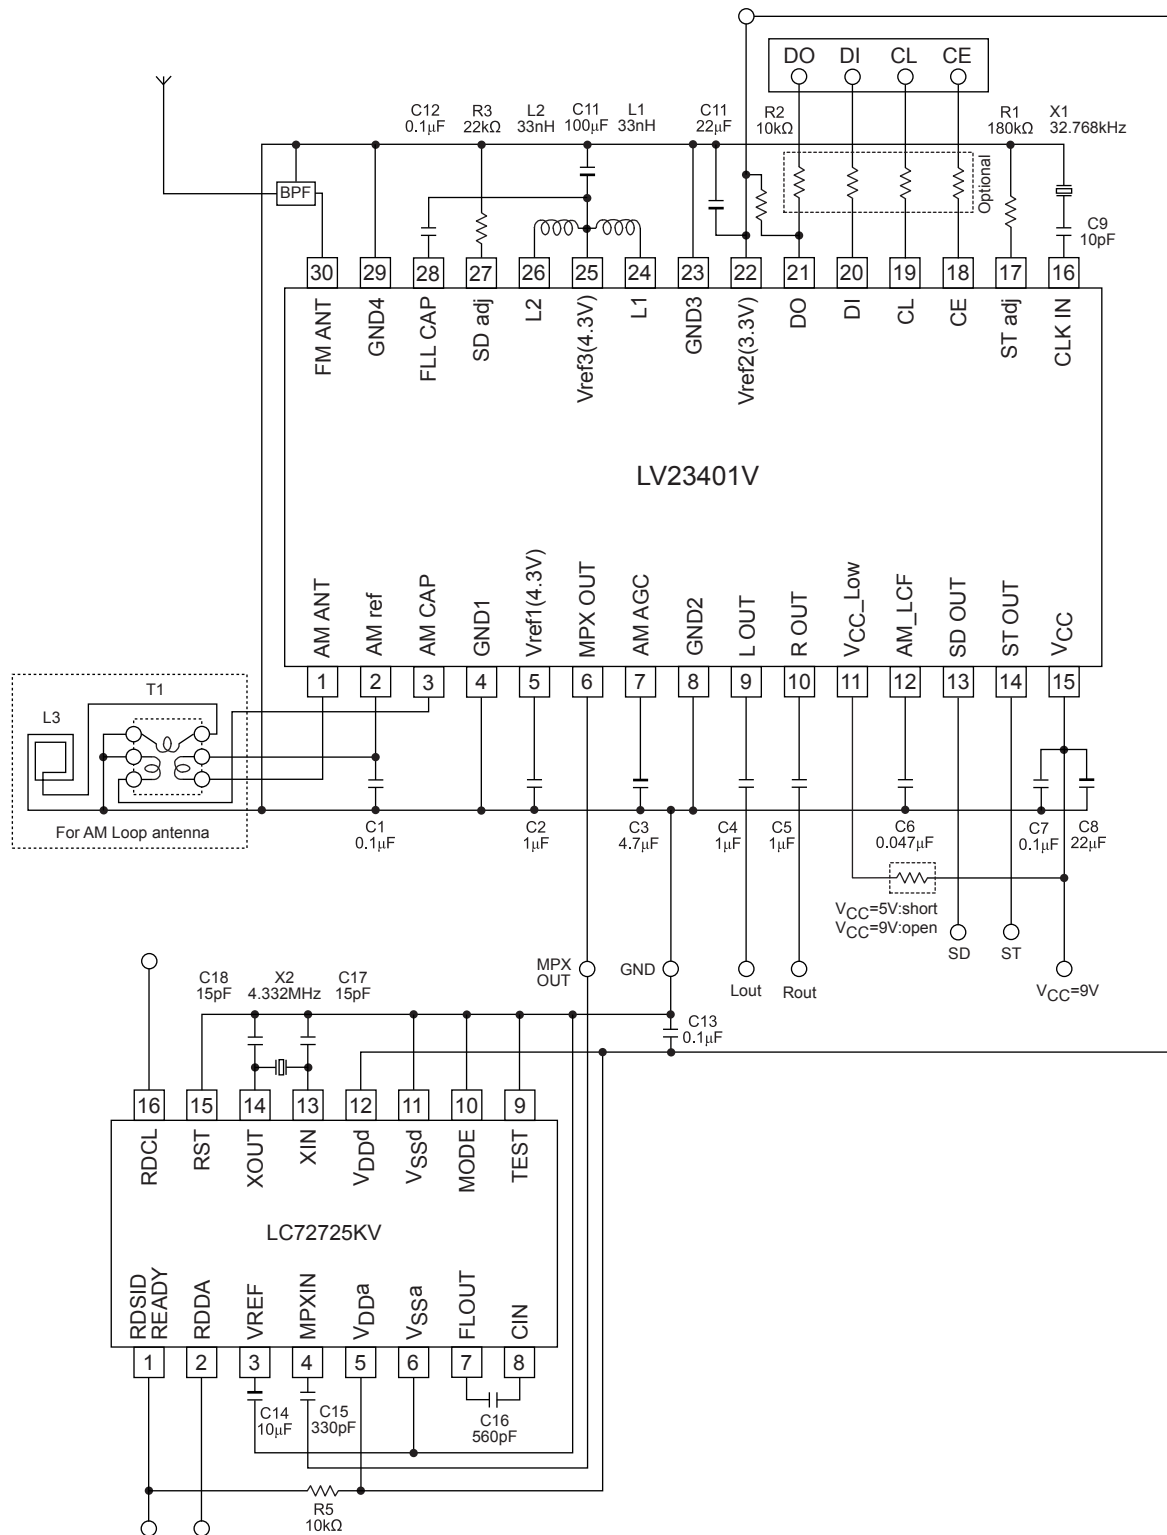 DO DI CL CE
C12
0.1µF
R3
22kΩ
L2
33nH
C11
100µF
L1
33nH
C11
22µF
R2
10kΩ
R1
180kΩ
X1
32.768kHz
Optional
BPF
C9
10pF
30 29 28 27 26 25 24 23 22 21 20 19 18 17 16
FM ANT
GND4
FLL CAP
SD adj
L2
Vref3(4.3V)
L1
GND3
Vref2(3.3V)
DO
DI
CL
CE
ST adj
CLK IN
LV23401V
AM ANT
AM ref
AM CAP
GND1
Vref1(4.3V)
MPX OUT
AM AGC
GND2
L OUT
R OUT
VCC_Low
AM_LCF
SD OUT
ST OUT
VCC
1 2 3 4 5 6 7 8 9 10 11 12 13 14 15
T1
L3
For AM Loop antenna
C1
0.1µF
C2
1µF
C3
4.7µF
C4
1µF
C5
1µF
C6
0.047µF
C7
0.1µF
C8
22µF
VCC=5V:short
VCC=9V:open
SD
ST
MPX
OUT
GND
Lout
Rout
VCC=9V
C18
15pF
X2
4.332MHz
C17
15pF
C13
0.1µF
16 15 14 13 12 11 10 9
RDCL
RST
XOUT
XIN
VDDd
VSSd
MODE
TEST
LC72725KV
RDSID
READY
RDDA
VREF
MPXIN
VDDa
VSSa
FLOUT
CIN
1 2 3 4 5 6 7 8
C14
10µF
C15
330pF
C16
560pF
R5
10kΩ